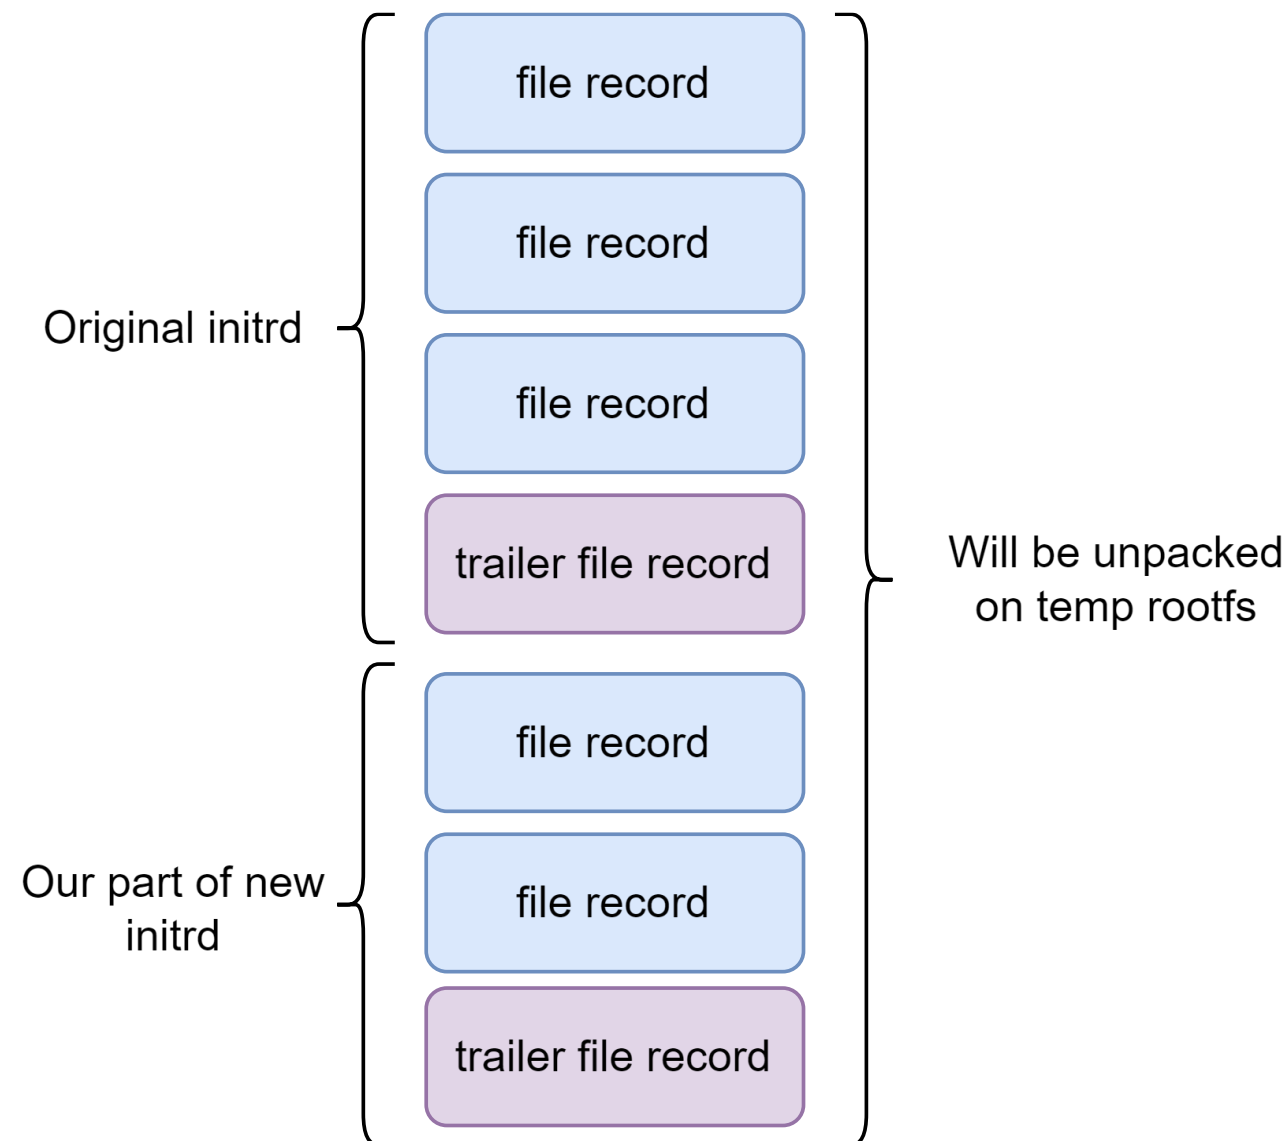 file record
file record
Original initrd
file record
trailer file record
Will be unpacked
on temp rootfs
file record
Our part of new
initrd
file record
trailer file record